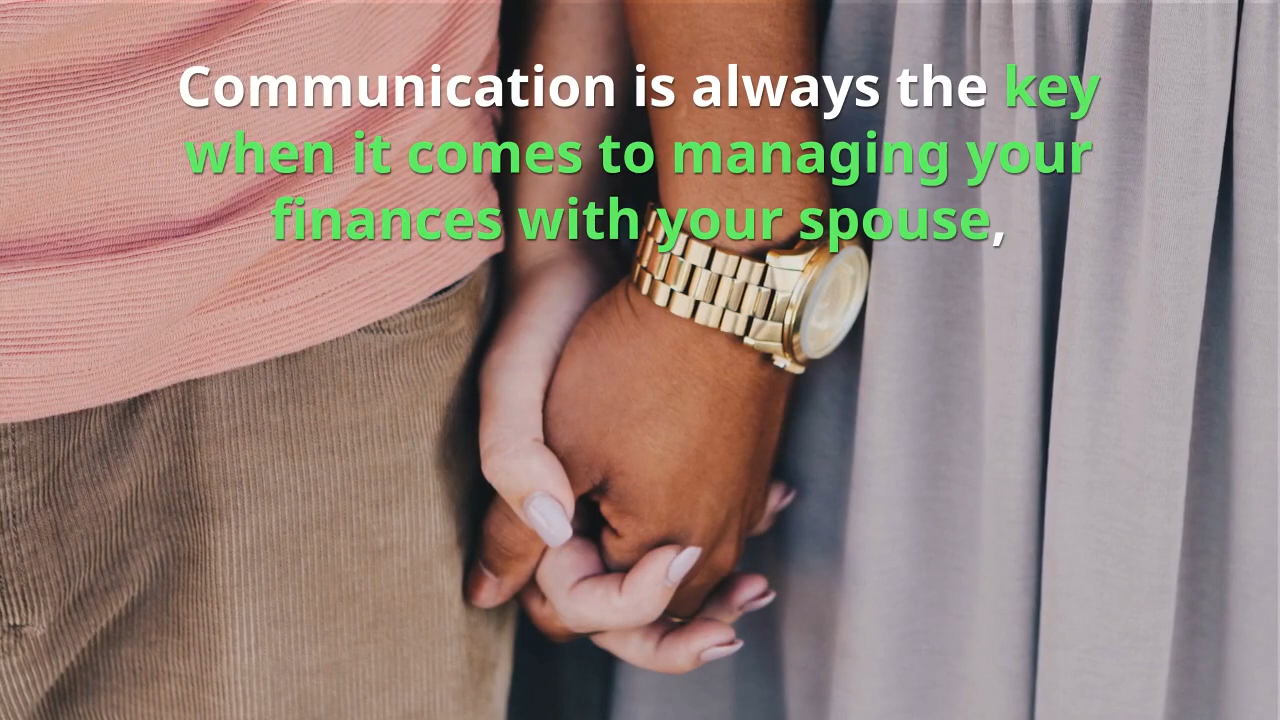 Communication is always the key
when it comes to managing your
finances with your spouse,